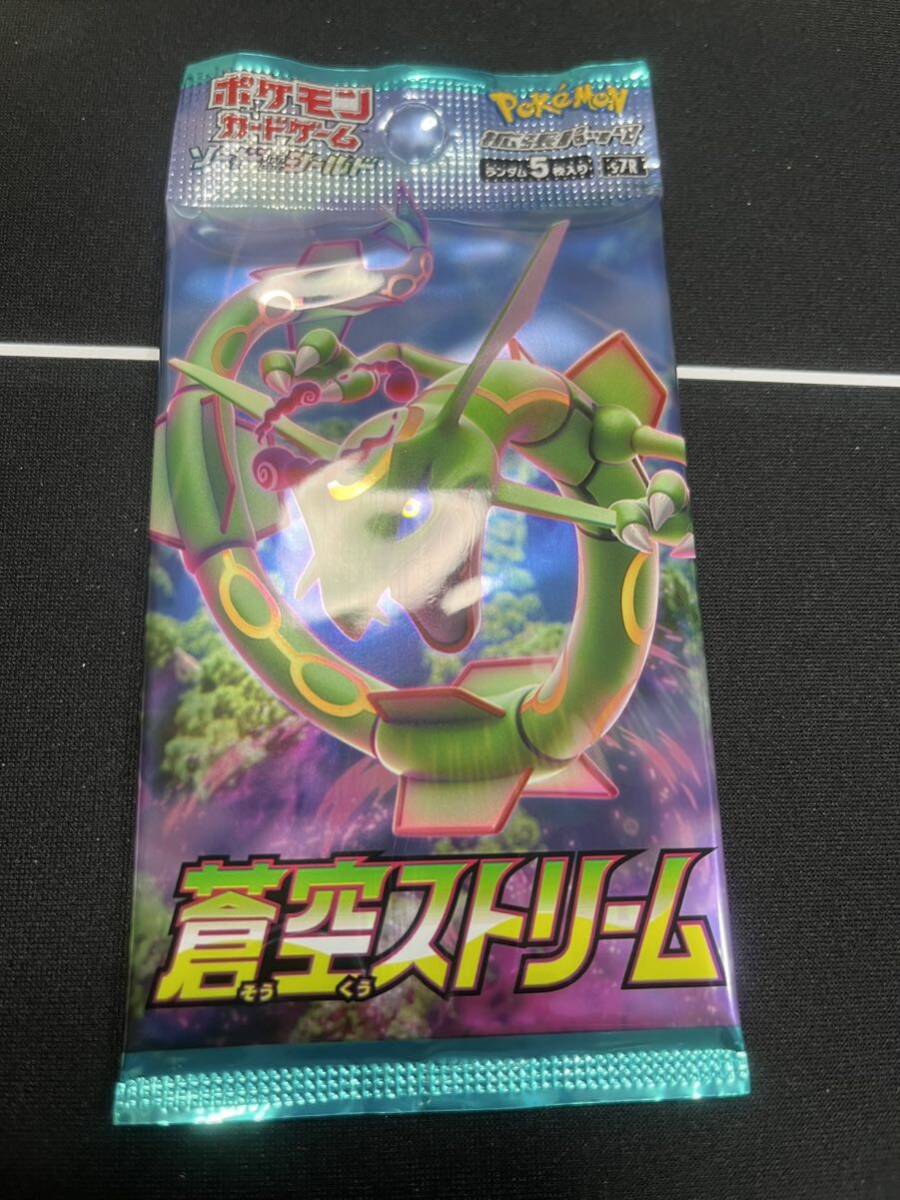 ポケモン
カードゲーム
ソード&シールド
Pokémon
拡張パック
ランダム5枚入り s7R
蒼空ストリーム
そう くう